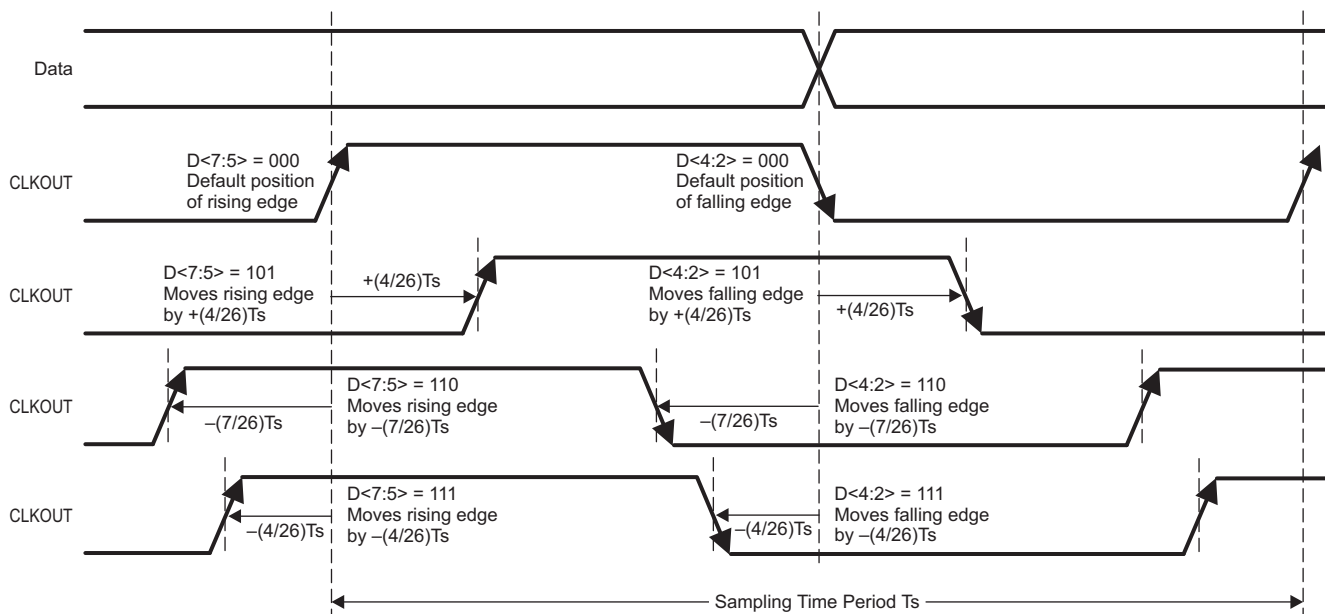 Data
CLKOUT
D<7:5> = 000
Default position
of rising edge
D<4:2> = 000
Default position
of falling edge
CLKOUT
D<7:5> = 101
Moves rising edge
by +(4/26)Ts
+(4/26)Ts
D<4:2> = 101
Moves falling edge
by +(4/26)Ts
+(4/26)Ts
CLKOUT
–(7/26)Ts
D<7:5> = 110
Moves rising edge
by –(7/26)Ts
–(7/26)Ts
D<4:2> = 110
Moves falling edge
by –(7/26)Ts
CLKOUT
–(4/26)Ts
D<7:5> = 111
Moves rising edge
by –(4/26)Ts
–(4/26)Ts
D<4:2> = 111
Moves falling edge
by –(4/26)Ts
Sampling Time Period Ts